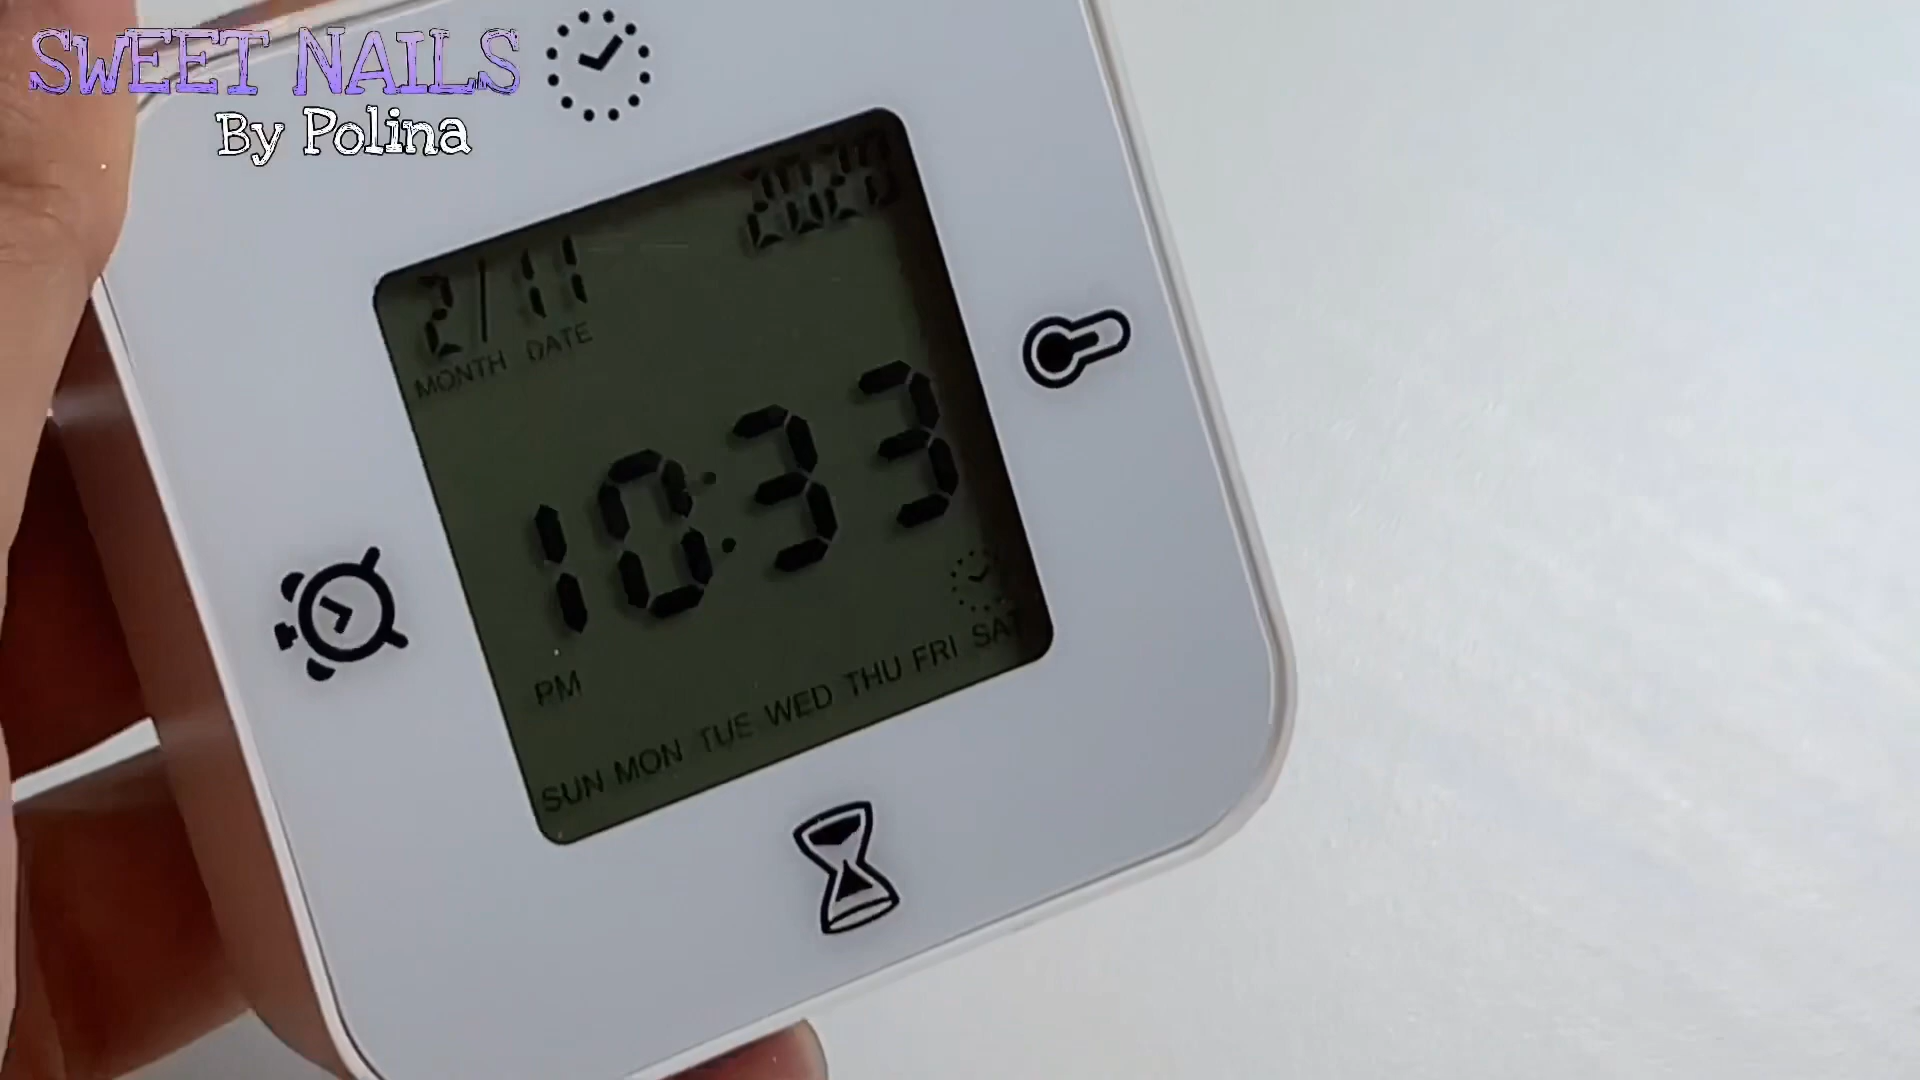 SWEET NAILS
By Polina
2/11
MONTH DATE
10:33
PM
SUN MON TUE WED THU FRI SAT